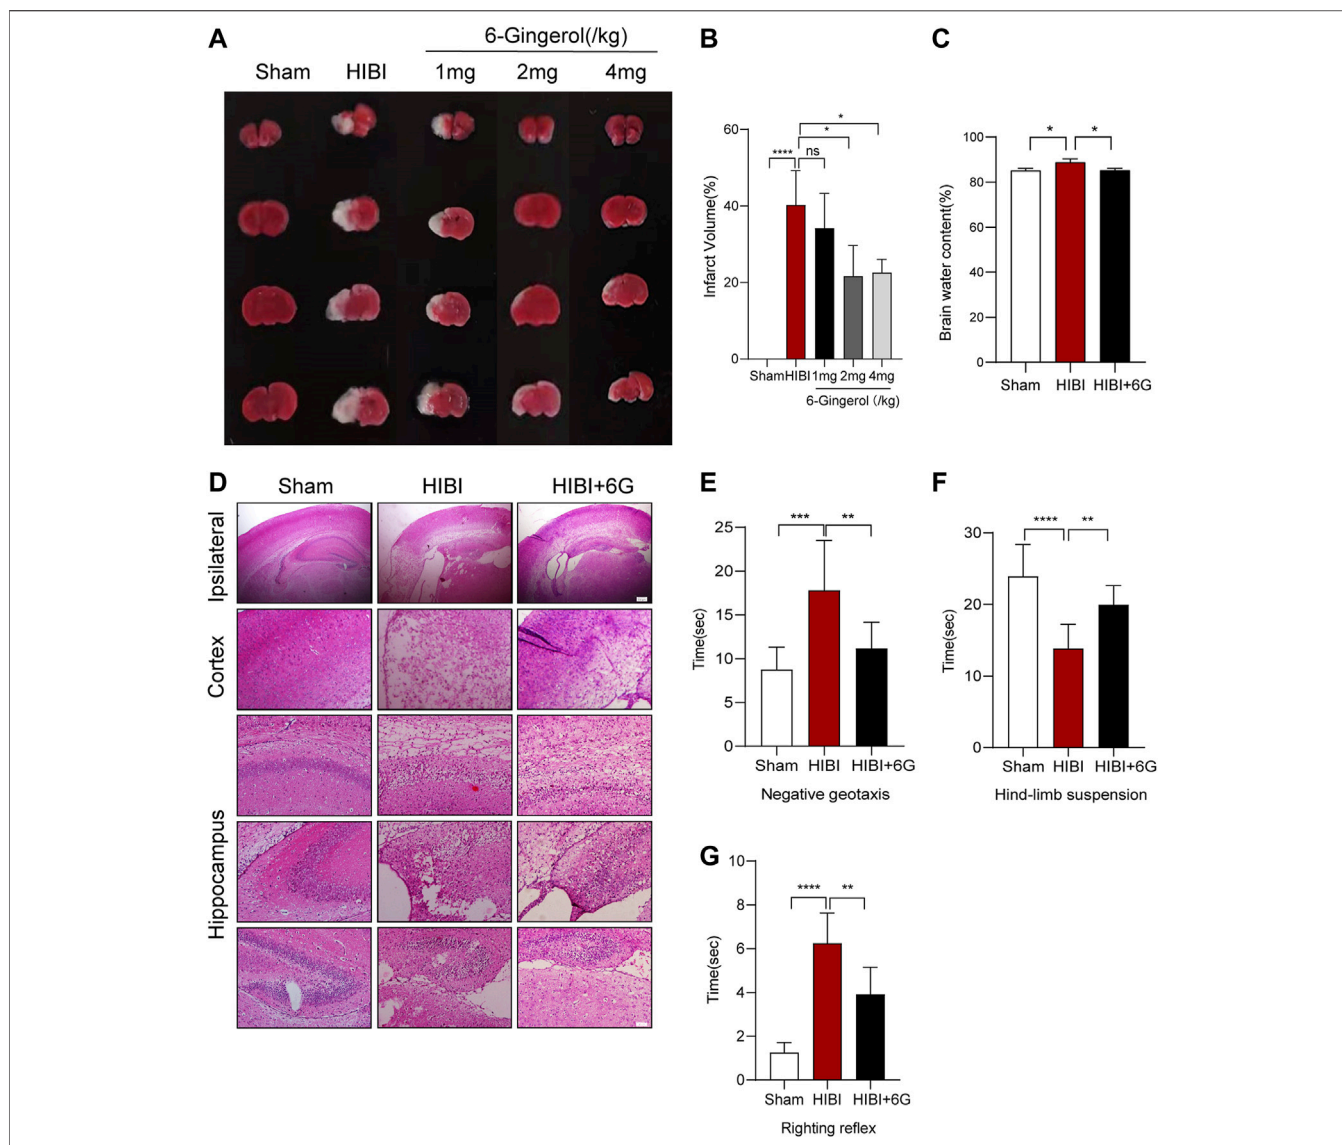 A
6-Gingerol(/kg)
Sham HIBI 1mg 2mg 4mg
B
60
40
20
0
Infarct Volume(%)
****
ns
*
*
Sham HIBI 1mg 2mg 4mg
6-Gingerol (/kg)
C
100
80
60
40
20
0
Brain water content(%)
* *
Sham HIBI HIBI+6G
D
Sham HIBI HIBI+6G
Ipsilateral
Cortex
Hippocampus
E
25
20
15
10
5
0
Time(sec)
*** **
Sham HIBI HIBI+6G
Negative geotaxis
F
30
20
10
0
Time(sec)
**** **
Sham HIBI HIBI+6G
Hind-limb suspension
G
10
8
6
4
2
0
Time(sec)
**** **
Sham HIBI HIBI+6G
Righting reflex